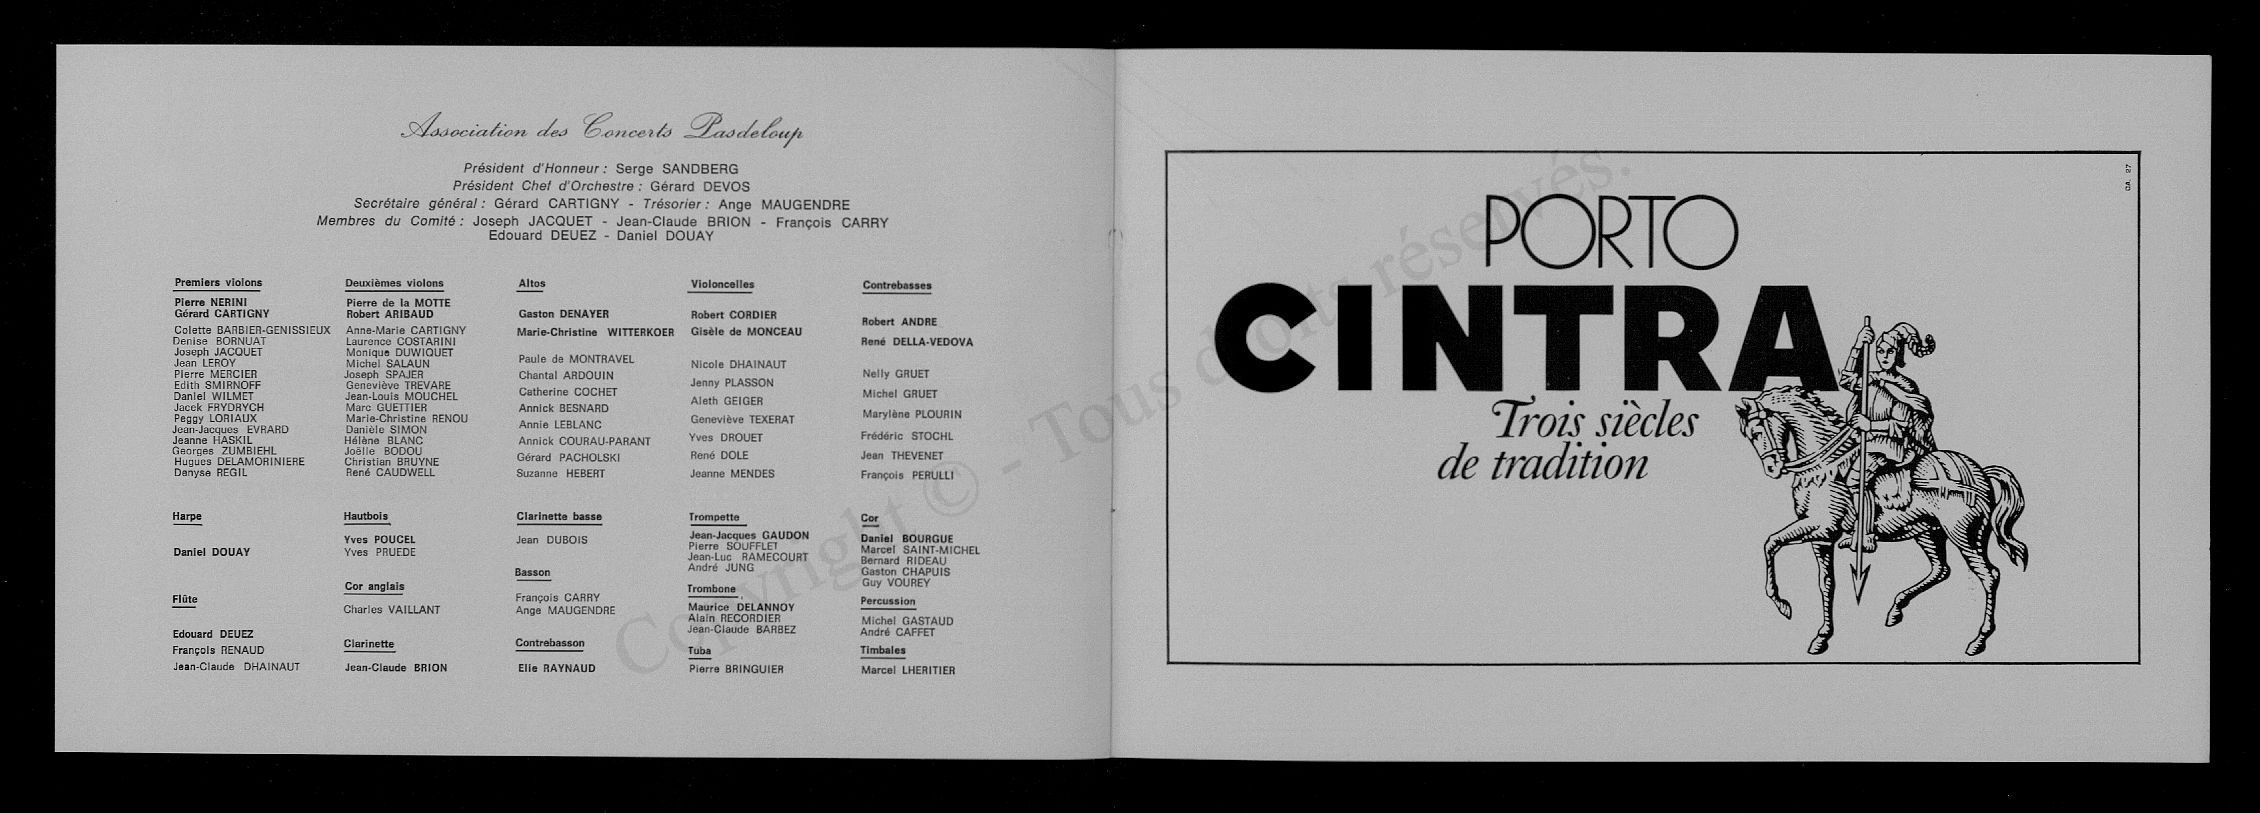 Association des Concerts Pasdeloup
Président d'Honneur : Serge SANDBERG
Président Chef d'Orchestre : Gérard DEVOS
Secrétaire général : Gérard CARTIGNY - Trésorier : Ange MAUGENDRE
Membres du Comité : Joseph JACQUET - Jean-Claude BRION - François CARRY
Edouard DEUEZ - Daniel DOUAY
Premiers violons
Pierre NERINI
Gérard CARTIGNY
Colette BARBIER-GENISSIEUX
Denise BORNUAT
Joseph JACQUET
Jean LEROY
Pierre MERCIER
Edith SMIRNOFF
Daniel WILMET
Jacek FRYDRYCH
Peggy LORIAUX
Jean-Jacques EVRARD
Jeanne HASKIL
Georges ZUMBIEHL
Hugues DELAMORINIERE
Danyse REGIL
Deuxièmes violons
Pierre de la MOTTE
Robert ARIBAUD
Anne-Marie CARTIGNY
Laurence COSTARINI
Monique DUWIQUET
Michel SALAUN
Joseph SPAJER
Geneviève TREVARE
Jean-Louis MOUCHEL
Marc GUETTIER
Marie-Christine RENOU
Danièle SIMON
Hélène BLANC
Joëlle BODOU
Christian BRUYNE
René CAUDWELL
Altos
Gaston DENAYER
Marie-Christine WITTERKOER
Paule de MONTRAVEL
Chantal ARDOUIN
Catherine COCHET
Annick BESNARD
Annie LEBLANC
Annick COURAU-PARANT
Gérard PACHOLSKI
Suzanne HEBERT
Violoncelles
Robert CORDIER
Gisèle de MONCEAU
Nicole DHAINAUT
Jenny PLASSON
Aleth GEIGER
Geneviève TEXERAT
Yves DROUET
René DOLE
Jeanne MENDES
Contrebasses
Robert ANDRE
René DELLA-VEDOVA
Nelly GRUET
Michel GRUET
Marylène PLOURIN
Frédéric STOCHL
Jean THEVENET
François PERULLI
Harpe
Daniel DOUAY
Flûte
Edouard DEUEZ
François RENAUD
Jean-Claude DHAINAUT
Hautbois
Yves POUCEL
Yves PRUEDE
Cor anglais
Charles VAILLANT
Clarinette
Jean-Claude BRION
Clarinette basse
Jean DUBOIS
Basson
François CARRY
Ange MAUGENDRE
Contrebasson
Elie RAYNAUD
Trompette
Jean-Jacques GAUDON
Pierre SOUFFLET
Jean-Luc RAMECOURT
André JUNG
Trombone
Maurice DELANNOY
Alain RECORDIER
Jean-Claude BARBEZ
Tuba
Pierre BRINGUIER
Cor
Daniel BOURGUE
Marcel SAINT-MICHEL
Bernard RIDEAU
Gaston CHAPUIS
Guy VOUREY
Percussion
Michel GASTAUD
André CAFFET
Timbales
Marcel LHERITIER
PORTO
CINTRA
Trois siècles
de tradition
Copyright © - Tous droits réservés.